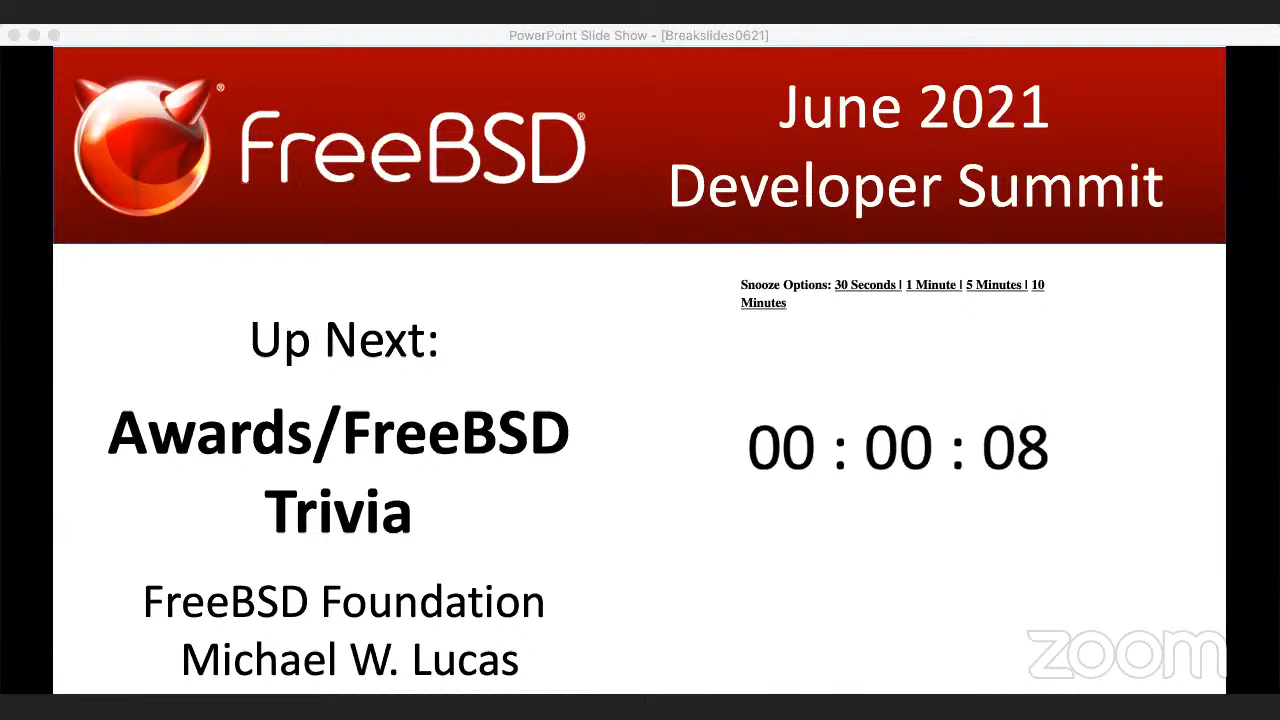 PowerPoint Slide Show - [Breakslides0621]
FreeBSD®
®
June 2021
Developer Summit
Snooze Options: 30 Seconds | 1 Minute | 5 Minutes | 10
Minutes
Up Next:
Awards/FreeBSD
Trivia
00 : 00 : 08
FreeBSD Foundation
Michael W. Lucas
zoom